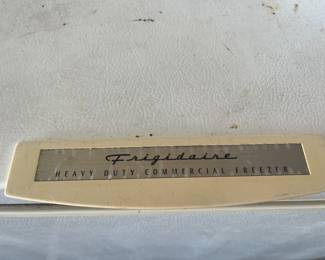 Frigidaire
HEAVY DUTY COMMERCIAL FREEZER